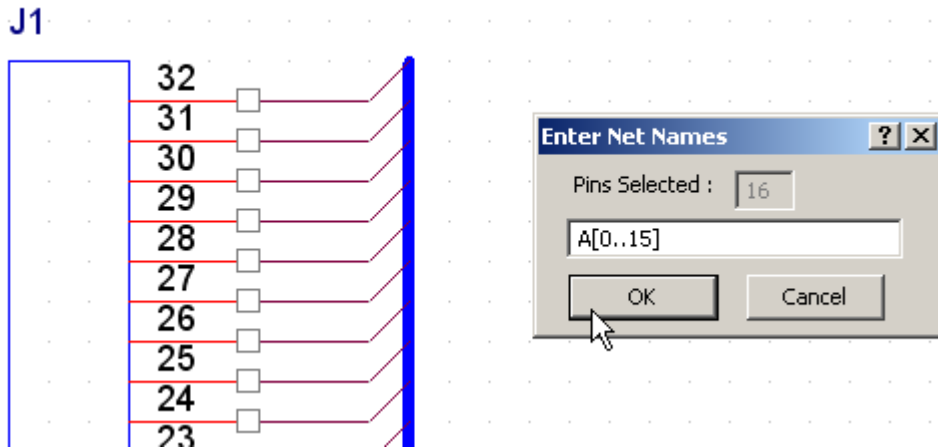 J1
32
31
30
29
28
27
26
25
24
23
Enter Net Names
Pins Selected : 16
A[0..15]
OK Cancel